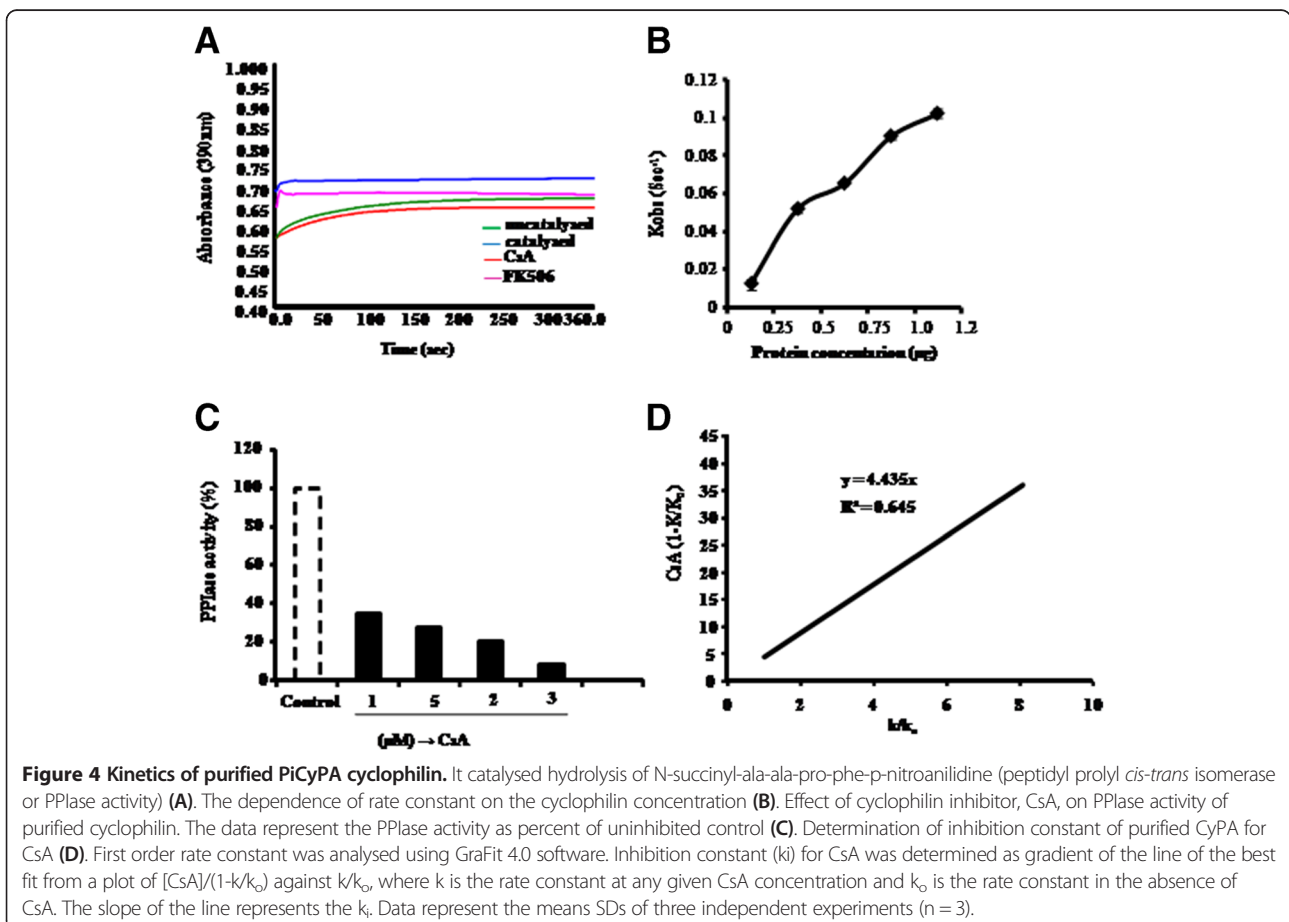 A
1.000
0.95
0.90
0.85
0.80
0.75
0.70
0.65
0.60
0.55
0.50
0.45
0.40
Absorbance (390nm)
uncatalysed
catalysed
CsA
FK506
0.0 50 100 150 200 250 300 360.0
Time (sec)
B
0.12
0.1
0.08
0.06
0.04
0.02
0
Kobs (Sec-1)
0 0.25 0.5 0.75 1.0 1.2
Protein concentarion (µg)
C
120
100
80
60
40
20
0
PPIase activity (%)
Control 1 5 2 3
(µM) → CsA
D
45
40
35
30
25
20
15
10
5
0
CsA (1-K/K₀)
y=4.435x
R²=0.645
0 2 4 6 8 10
k/kₒ
Figure 4 Kinetics of purified PiCyPA cyclophilin. It catalysed hydrolysis of N-succinyl-ala-ala-pro-phe-p-nitroanilidine (peptidyl prolyl cis-trans isomerase
or PPIase activity) (A). The dependence of rate constant on the cyclophilin concentration (B). Effect of cyclophilin inhibitor, CsA, on PPIase activity of
purified cyclophilin. The data represent the PPIase activity as percent of uninhibited control (C). Determination of inhibition constant of purified CyPA for
CsA (D). First order rate constant was analysed using GraFit 4.0 software. Inhibition constant (ki) for CsA was determined as gradient of the line of the best
fit from a plot of [CsA]/(1-k/kₒ) against k/kₒ, where k is the rate constant at any given CsA concentration and kₒ is the rate constant in the absence of
CsA. The slope of the line represents the kᵢ. Data represent the means SDs of three independent experiments (n = 3).